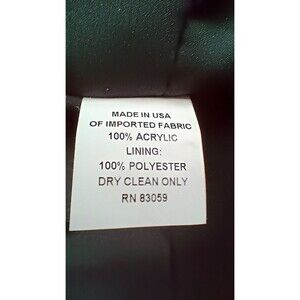 MADE IN USA
OF IMPORTED FABRIC
100% ACRYLIC
LINING:
100% POLYESTER
DRY CLEAN ONLY
RN 83059